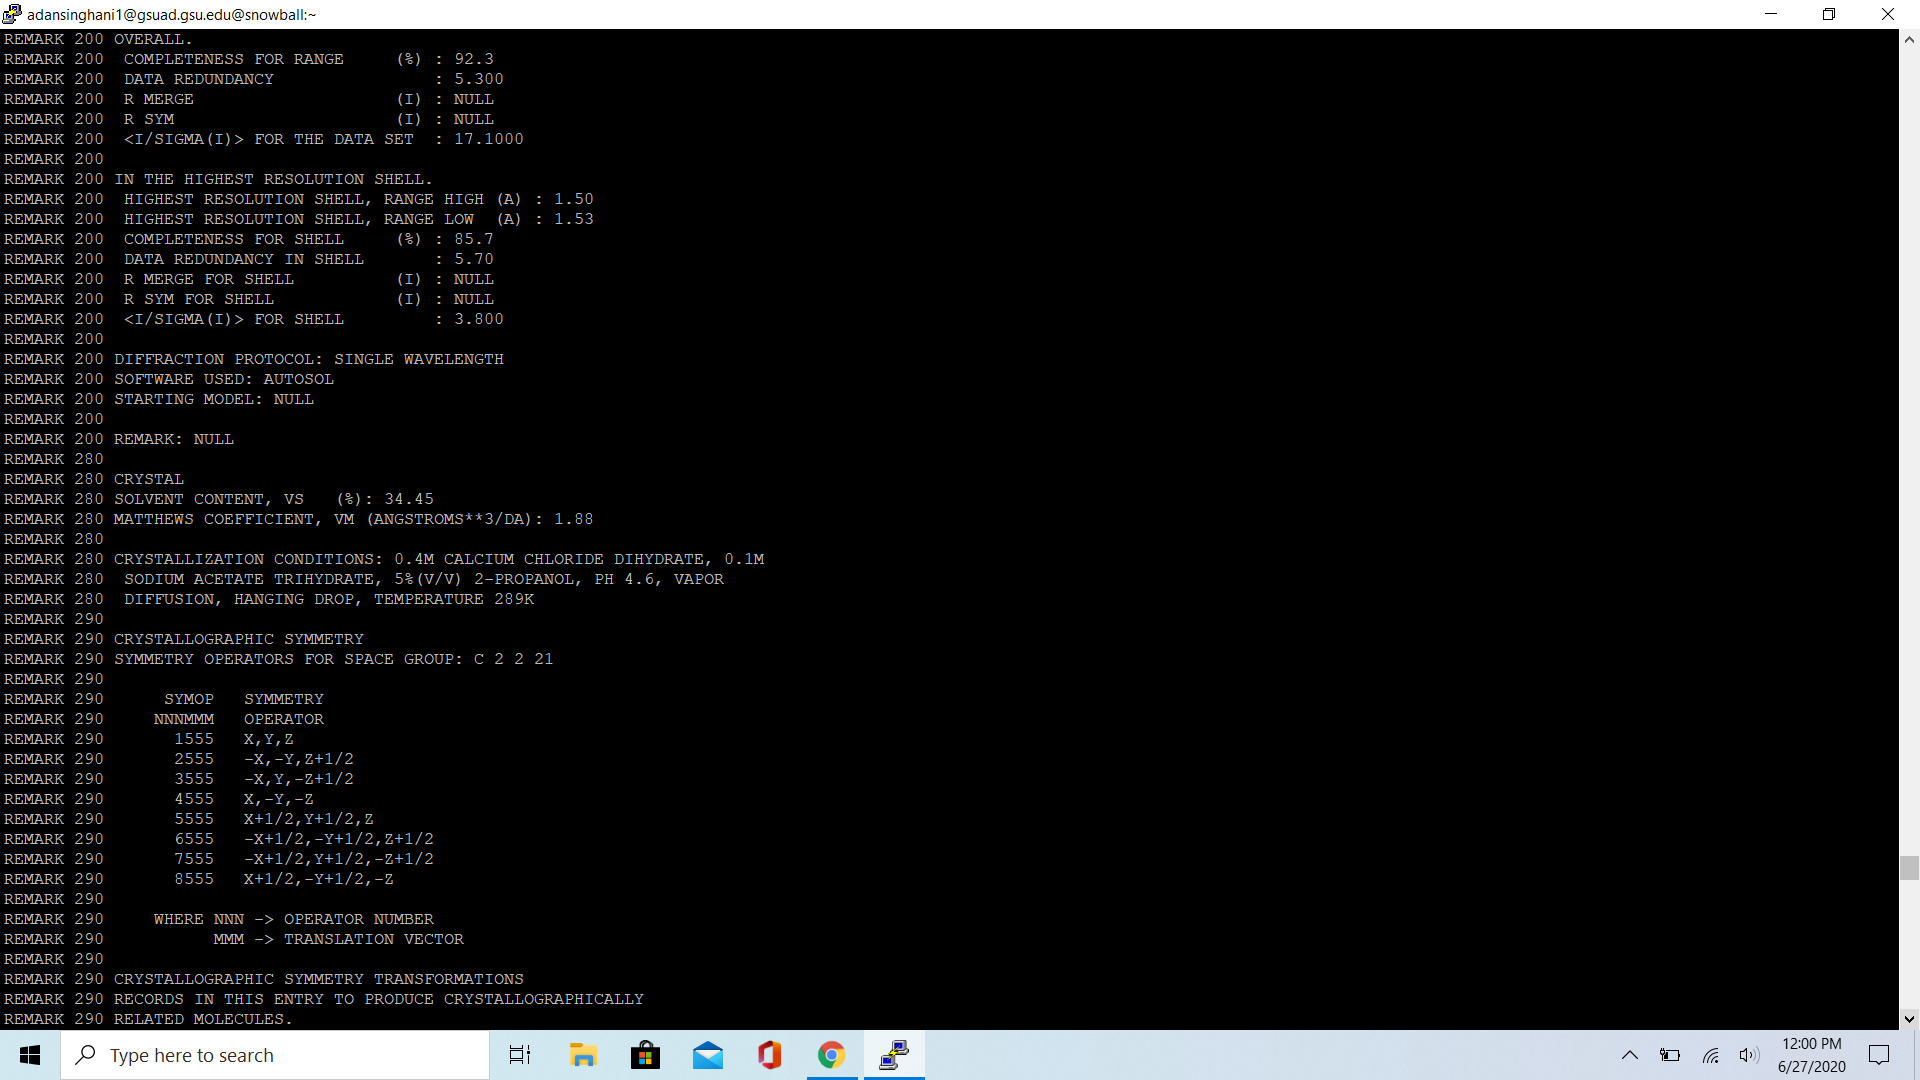 adansinghani1@gsuad.gsu.edu@snowball:~
REMARK 200 OVERALL.
REMARK 200  COMPLETENESS FOR RANGE     (%) : 92.3
REMARK 200  DATA REDUNDANCY                : 5.300
REMARK 200  R MERGE                    (I) : NULL
REMARK 200  R SYM                      (I) : NULL
REMARK 200  <I/SIGMA(I)> FOR THE DATA SET  : 17.1000
REMARK 200
REMARK 200 IN THE HIGHEST RESOLUTION SHELL.
REMARK 200  HIGHEST RESOLUTION SHELL, RANGE HIGH (A) : 1.50
REMARK 200  HIGHEST RESOLUTION SHELL, RANGE LOW  (A) : 1.53
REMARK 200  COMPLETENESS FOR SHELL     (%) : 85.7
REMARK 200  DATA REDUNDANCY IN SHELL       : 5.70
REMARK 200  R MERGE FOR SHELL          (I) : NULL
REMARK 200  R SYM FOR SHELL            (I) : NULL
REMARK 200  <I/SIGMA(I)> FOR SHELL         : 3.800
REMARK 200
REMARK 200 DIFFRACTION PROTOCOL: SINGLE WAVELENGTH
REMARK 200 SOFTWARE USED: AUTOSOL
REMARK 200 STARTING MODEL: NULL
REMARK 200
REMARK 200 REMARK: NULL
REMARK 280
REMARK 280 CRYSTAL
REMARK 280 SOLVENT CONTENT, VS   (%): 34.45
REMARK 280 MATTHEWS COEFFICIENT, VM (ANGSTROMS**3/DA): 1.88
REMARK 280
REMARK 280 CRYSTALLIZATION CONDITIONS: 0.4M CALCIUM CHLORIDE DIHYDRATE, 0.1M
REMARK 280  SODIUM ACETATE TRIHYDRATE, 5%(V/V) 2-PROPANOL, PH 4.6, VAPOR
REMARK 280  DIFFUSION, HANGING DROP, TEMPERATURE 289K
REMARK 290
REMARK 290 CRYSTALLOGRAPHIC SYMMETRY
REMARK 290 SYMMETRY OPERATORS FOR SPACE GROUP: C 2 2 21
REMARK 290
REMARK 290      SYMOP   SYMMETRY
REMARK 290     NNNMMM   OPERATOR
REMARK 290       1555   X,Y,Z
REMARK 290       2555   -X,-Y,Z+1/2
REMARK 290       3555   -X,Y,-Z+1/2
REMARK 290       4555   X,-Y,-Z
REMARK 290       5555   X+1/2,Y+1/2,Z
REMARK 290       6555   -X+1/2,-Y+1/2,Z+1/2
REMARK 290       7555   -X+1/2,Y+1/2,-Z+1/2
REMARK 290       8555   X+1/2,-Y+1/2,-Z
REMARK 290
REMARK 290     WHERE NNN -> OPERATOR NUMBER
REMARK 290           MMM -> TRANSLATION VECTOR
REMARK 290
REMARK 290 CRYSTALLOGRAPHIC SYMMETRY TRANSFORMATIONS
REMARK 290 RECORDS IN THIS ENTRY TO PRODUCE CRYSTALLOGRAPHICALLY
REMARK 290 RELATED MOLECULES.
Type here to search
12:00 PM
6/27/2020